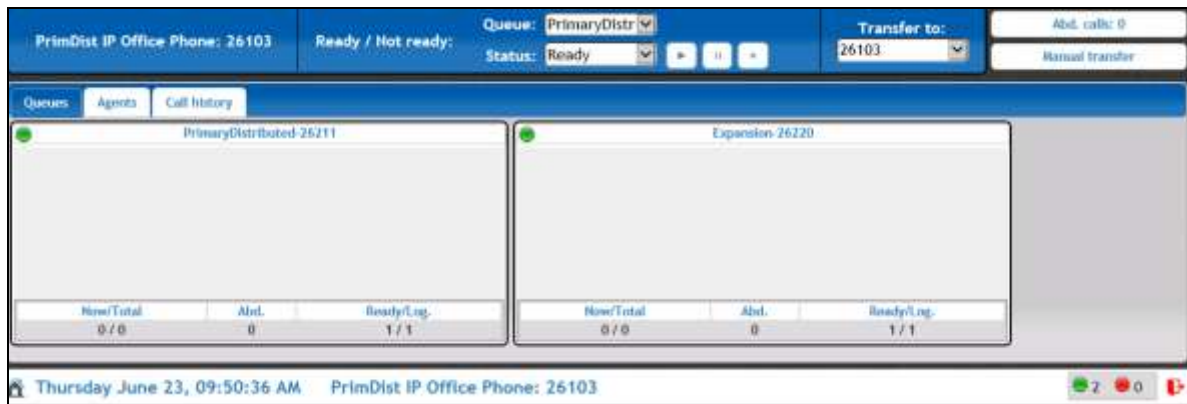 PrimDist IP Office Phone: 26103
Ready / Not ready:
Queue: PrimaryDistr
Status: Ready
Transfer to:
26103
Abd. calls: 0
Manual transfer
Queues Agents Call history
PrimaryDistributed-26211
Now/Total Abd. Ready/Log.
0 / 0 0 1 / 1
Expansion-26220
Now/Total Abd. Ready/Log.
0 / 0 0 1 / 1
Thursday June 23, 09:50:36 AM PrimDist IP Office Phone: 26103
2 0